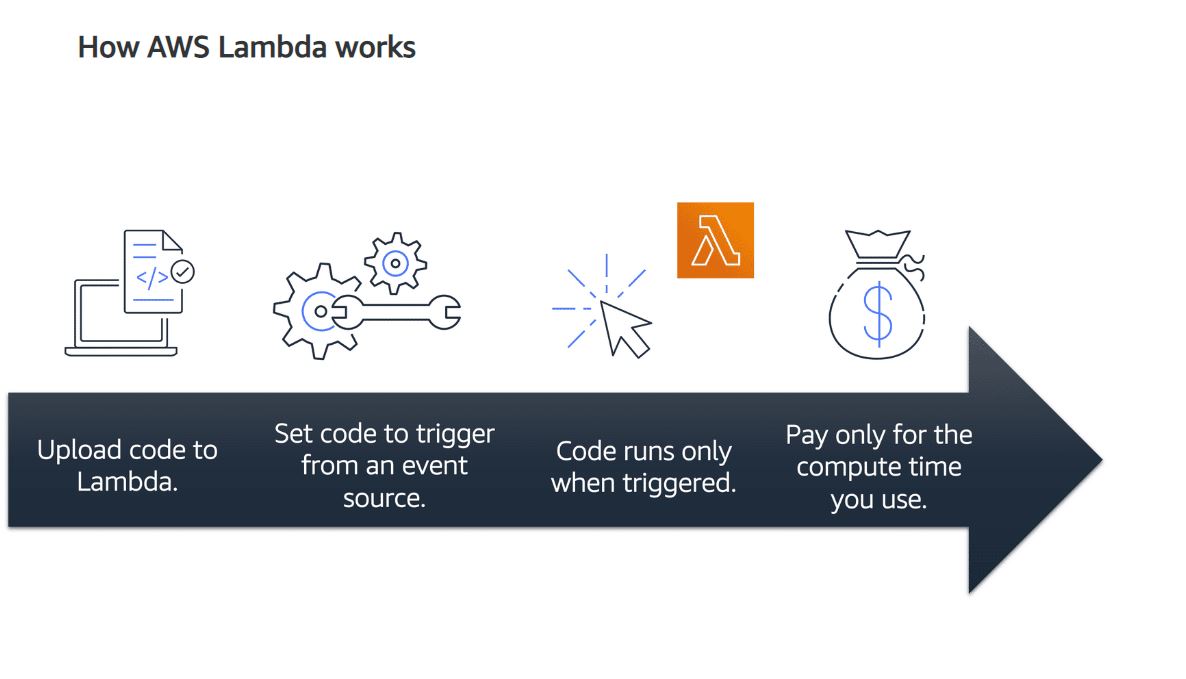 How AWS Lambda works
</>
Upload code to
Lambda.
Set code to trigger
from an event
source.
Code runs only
when triggered.
$
Pay only for the
compute time
you use.